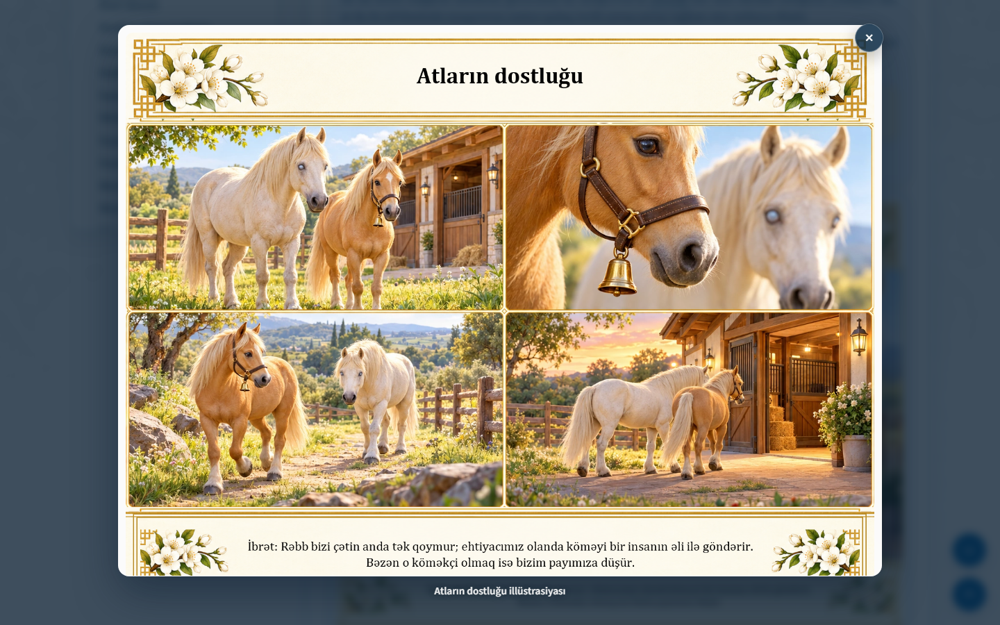 Atların dostluğu
İbrət: Rəbb bizi çətin anda tək qoymur; ehtiyacımız olanda köməyi bir insanın əli ilə göndərir.
Bəzən o köməkçi olmaq isə bizim payımıza düşür.
Atların dostluğu illüstrasiyası